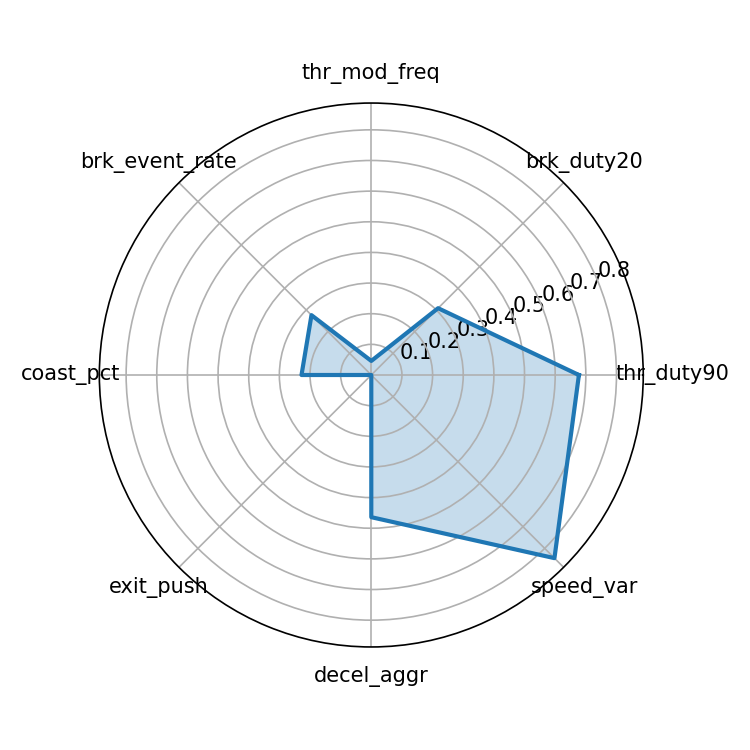 thr_mod_freq
brk_event_rate
brk_duty20
0.8
0.7
0.6
0.5
0.4
0.3
0.2
0.1
coast_pct
thr_duty90
exit_push
speed_var
decel_aggr